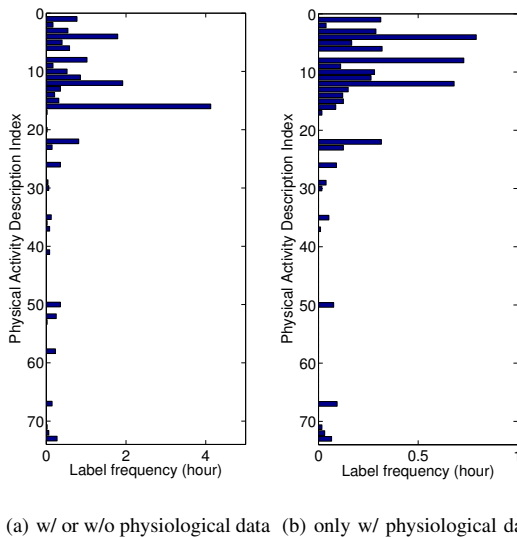 0
10
20
30
40
50
60
70
Physical Activity Description Index
0 2 4
Label frequency (hour)
0
10
20
30
40
50
60
70
Physical Activity Description Index
0 0.5 1
Label frequency (hour)
(a) w/ or w/o physiological data (b) only w/ physiological da